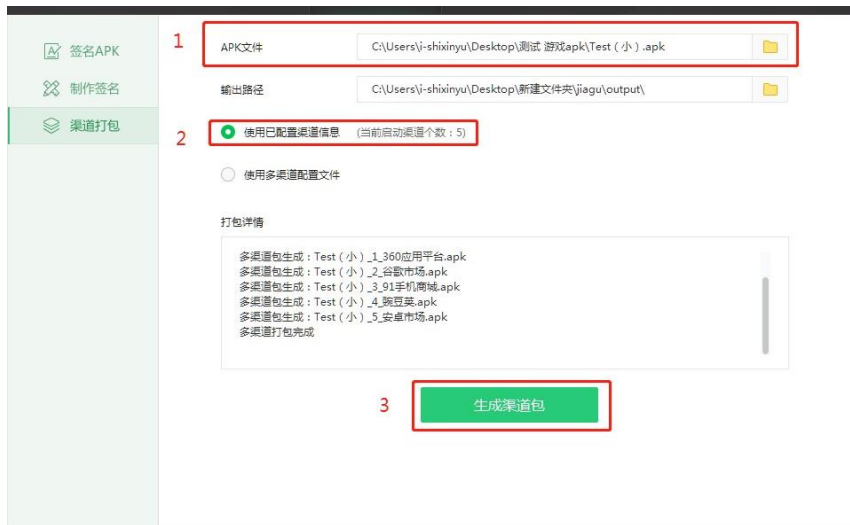 签名APK
制作签名
渠道打包
1
APK文件
C:\Users\i-shixinyu\Desktop\测试 游戏apk\Test（小）.apk
输出路径
C:\Users\i-shixinyu\Desktop\新建文件夹\jiagu\output\
2
使用已配置渠道信息 (当前启动渠道个数：5)
使用多渠道配置文件
打包详情
多渠道包生成：Test（小）_1_360应用平台.apk
多渠道包生成：Test（小）_2_谷歌市场.apk
多渠道包生成：Test（小）_3_91手机商城.apk
多渠道包生成：Test（小）_4_豌豆荚.apk
多渠道包生成：Test（小）_5_安卓市场.apk
多渠道打包完成
3
生成渠道包